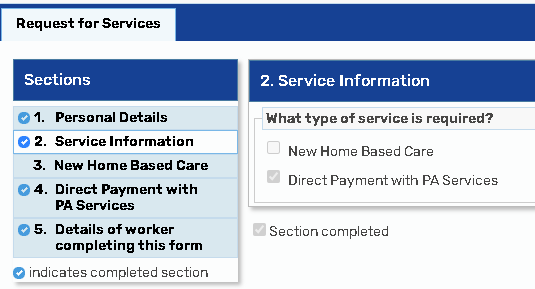 Request for Services
Sections
1. Personal Details
2. Service Information
3. New Home Based Care
4. Direct Payment with
PA Services
5. Details of worker
completing this form
indicates completed section
2. Service Information
What type of service is required?
New Home Based Care
Direct Payment with PA Services
Section completed